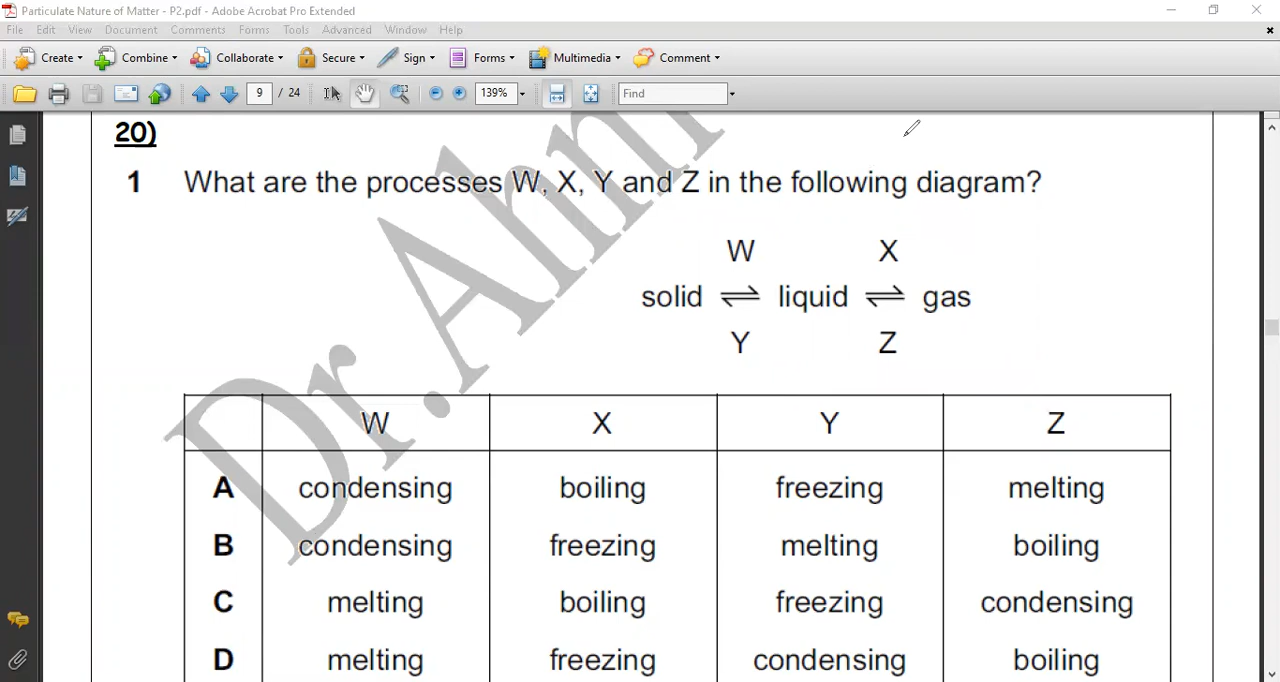 Particulate Nature of Matter - P2.pdf - Adobe Acrobat Pro Extended
File Edit View Document Comments Forms Tools Advanced Window Help
Create Combine Collaborate Secure Sign Forms Multimedia Comment
9 / 24 139% Find
20)
1 What are the processes W, X, Y and Z in the following diagram?
W X
solid ⇌ liquid ⇌ gas
Y Z
W X Y Z
A condensing boiling freezing melting
B condensing freezing melting boiling
C melting boiling freezing condensing
D melting freezing condensing boiling